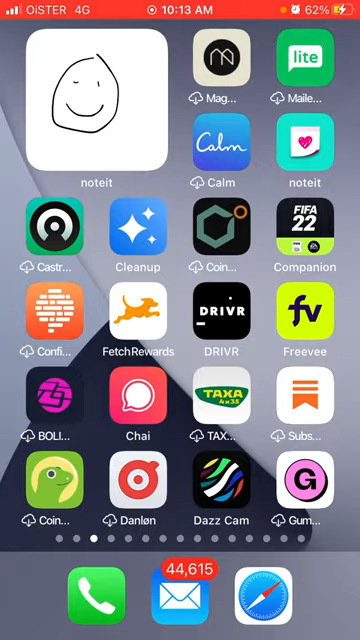 OiSTER 4G 10:13 AM 62%
noteit
Mag...
lite
Maile...
Calm
Calm
noteit
Castr...
Cleanup
Coin...
FIFA
22
Companion
Confi...
FetchRewards
DRIVR
DRIVR
fv
Freevee
BOLI...
Chai
TAXA
4x35
TAX...
Subs...
Coin...
Danløn
Dazz Cam
G
Gum...
44,615